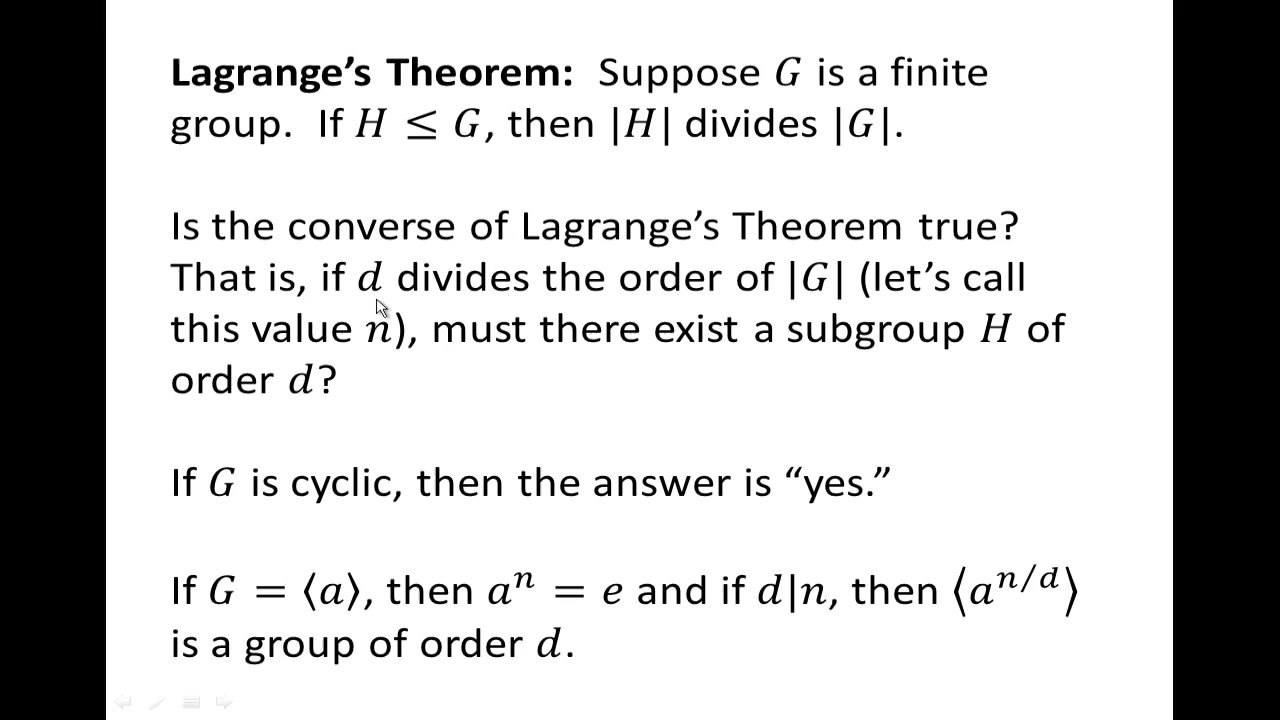 Lagrange’s Theorem: Suppose G is a finite
group. If H ≤ G, then |H| divides |G|.
Is the converse of Lagrange’s Theorem true?
That is, if d divides the order of |G| (let’s call
this value n), must there exist a subgroup H of
order d?
If G is cyclic, then the answer is “yes.”
If G = ⟨a⟩, then aⁿ = e and if d|n, then ⟨a^{n/d}⟩
is a group of order d.